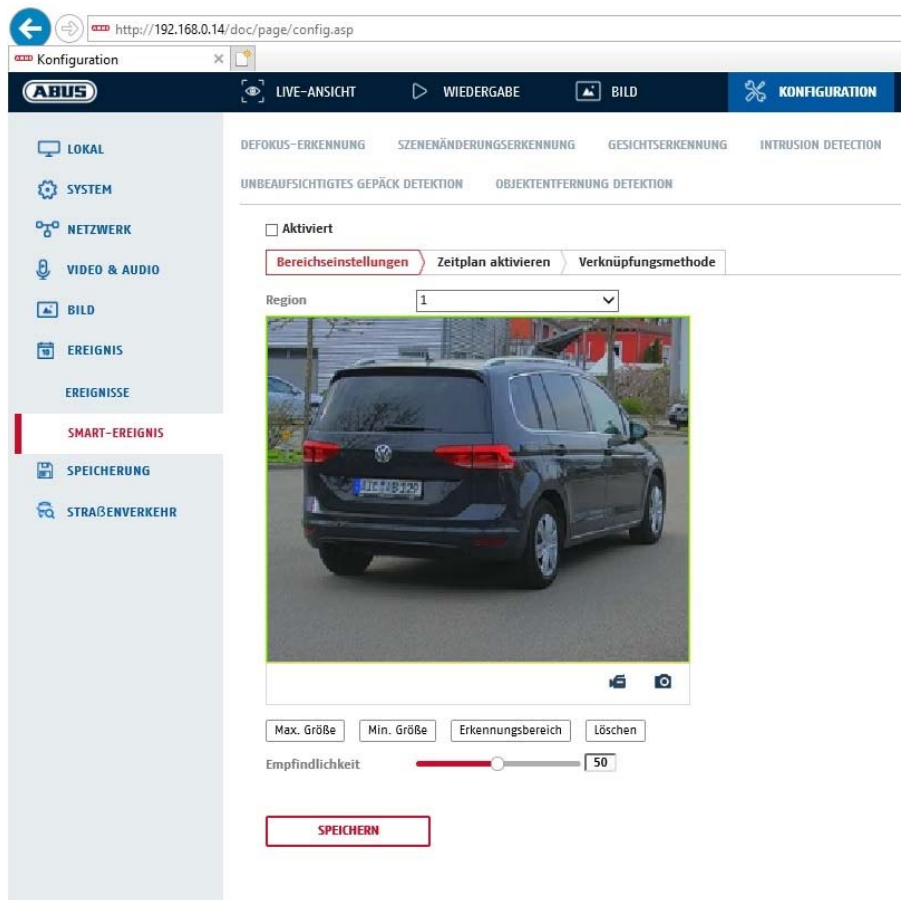 http://192.168.0.14/doc/page/config.asp
Konfiguration
ABUS
LIVE-ANSICHT
WIEDERGABE
BILD
KONFIGURATION
LOKAL
SYSTEM
NETZWERK
VIDEO & AUDIO
BILD
EREIGNIS
EREIGNISSE
SMART-EREIGNIS
SPEICHERUNG
STRAßENVERKEHR
DEFOKUS-ERKENNUNG
SZENENÄNDERUNGSERKENNUNG
GESICHTSERKENNUNG
INTRUSION DETECTION
UNBEAUFSICHTIGTES GEPÄCK DETEKTION
OBJEKTENTFERNUNG DETEKTION
Aktiviert
Bereichseinstellungen
Zeitplan aktivieren
Verknüpfungsmethode
Region
1
Max. Größe
Min. Größe
Erkennungsbereich
Löschen
Empfindlichkeit
50
SPEICHERN